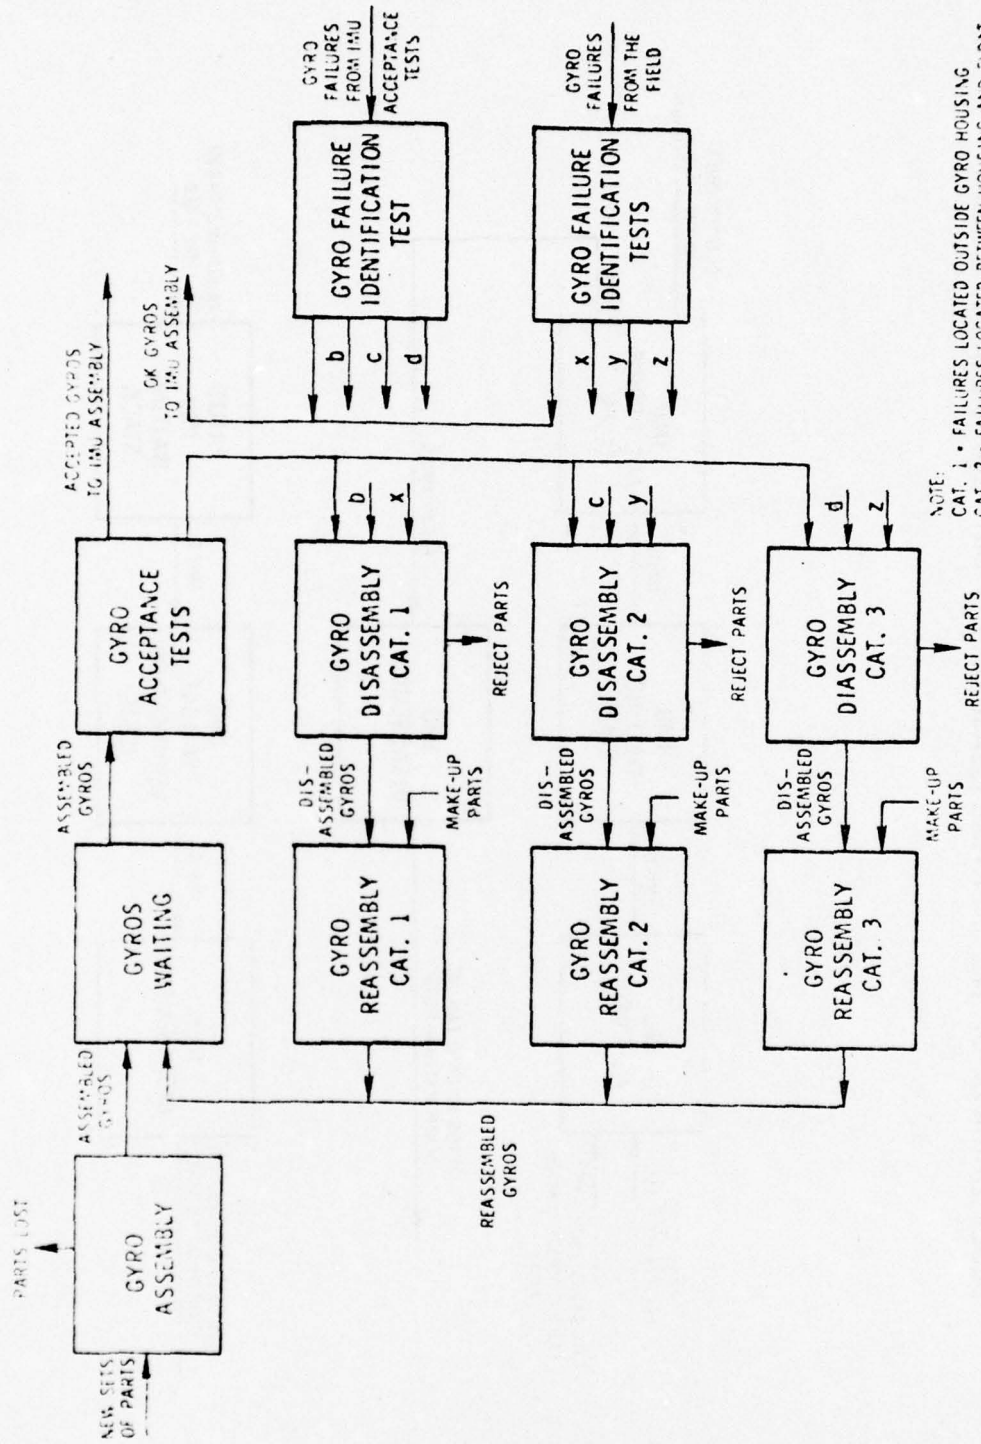 PARTS LOST
NEW SETS
OF PARTS
GYRO
ASSEMBLY
ASSEMBLED
GYROS
GYROS
WAITING
ASSEMBLED
GYROS
GYRO
ACCEPTANCE
TESTS
ACCEPTED GYROS
TO IMU ASSEMBLY
OK GYROS
TO IMU ASSEMBLY
REASSEMBLED
GYROS
GYRO
REASSEMBLY
CAT. 1
DIS-
ASSEMBLED
GYROS
MAKE-UP
PARTS
GYRO
DISASSEMBLY
CAT. 1
REJECT PARTS
b
x
b
c
d
GYRO FAILURE
IDENTIFICATION
TEST
GYRO
FAILURES
FROM IMU
ACCEPTANCE
TESTS
GYRO
REASSEMBLY
CAT. 2
DIS-
ASSEMBLED
GYROS
MAKE-UP
PARTS
GYRO
DISASSEMBLY
CAT. 2
REJECT PARTS
c
y
x
y
z
GYRO FAILURE
IDENTIFICATION
TESTS
GYRO
FAILURES
FROM THE
FIELD
GYRO
REASSEMBLY
CAT. 3
DIS-
ASSEMBLED
GYROS
MAKE-UP
PARTS
GYRO
DIASSEMBLY
CAT. 3
REJECT PARTS
d
z
NOTE:
CAT. 1 • FAILURES LOCATED OUTSIDE GYRO HOUSING